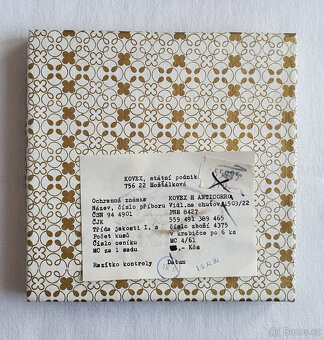 KOVEX, státní podnik
756 22 Hošťálková
Ochranná známka KOVEX H ANTICORRO
Název, číslo příboru Vidl.na chuťov.1503/22
ČSN 94 4901 PNR 8427
ČJK 559 491 389 465
Třída jakosti I. číslo zboží 4375
Počet kusů v krabičce po 6 ks
Číslo ceníku MC 4/61
MC za 1 sadu ,- Kčs
Razítko kontroly Datum